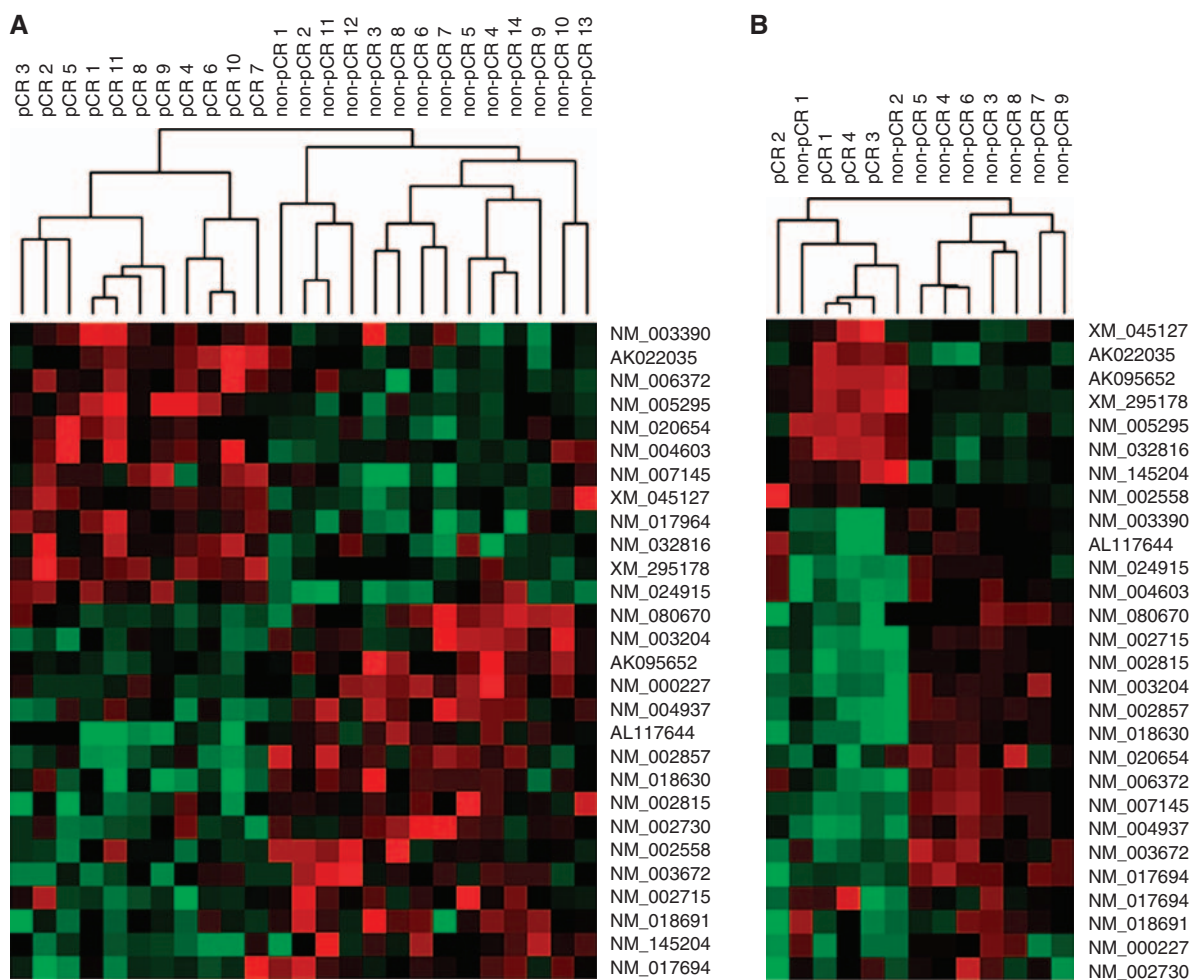 A
pCR 3
pCR 2
pCR 5
pCR 1
pCR 11
pCR 8
pCR 9
pCR 4
pCR 6
pCR 10
pCR 7
non-pCR 1
non-pCR 2
non-pCR 11
non-pCR 12
non-pCR 3
non-pCR 8
non-pCR 6
non-pCR 7
non-pCR 5
non-pCR 4
non-pCR 14
non-pCR 9
non-pCR 10
non-pCR 13
NM_003390
AK022035
NM_006372
NM_005295
NM_020654
NM_004603
NM_007145
XM_045127
NM_017964
NM_032816
XM_295178
NM_024915
NM_080670
NM_003204
AK095652
NM_000227
NM_004937
AL117644
NM_002857
NM_018630
NM_002815
NM_002730
NM_002558
NM_003672
NM_002715
NM_018691
NM_145204
NM_017694
B
pCR 2
non-pCR 1
pCR 1
pCR 4
pCR 3
non-pCR 2
non-pCR 5
non-pCR 4
non-pCR 6
non-pCR 3
non-pCR 8
non-pCR 7
non-pCR 9
XM_045127
AK022035
AK095652
XM_295178
NM_005295
NM_032816
NM_145204
NM_002558
NM_003390
AL117644
NM_024915
NM_004603
NM_080670
NM_002715
NM_002815
NM_003204
NM_002857
NM_018630
NM_020654
NM_006372
NM_007145
NM_004937
NM_003672
NM_017694
NM_017694
NM_018691
NM_000227
NM_002730